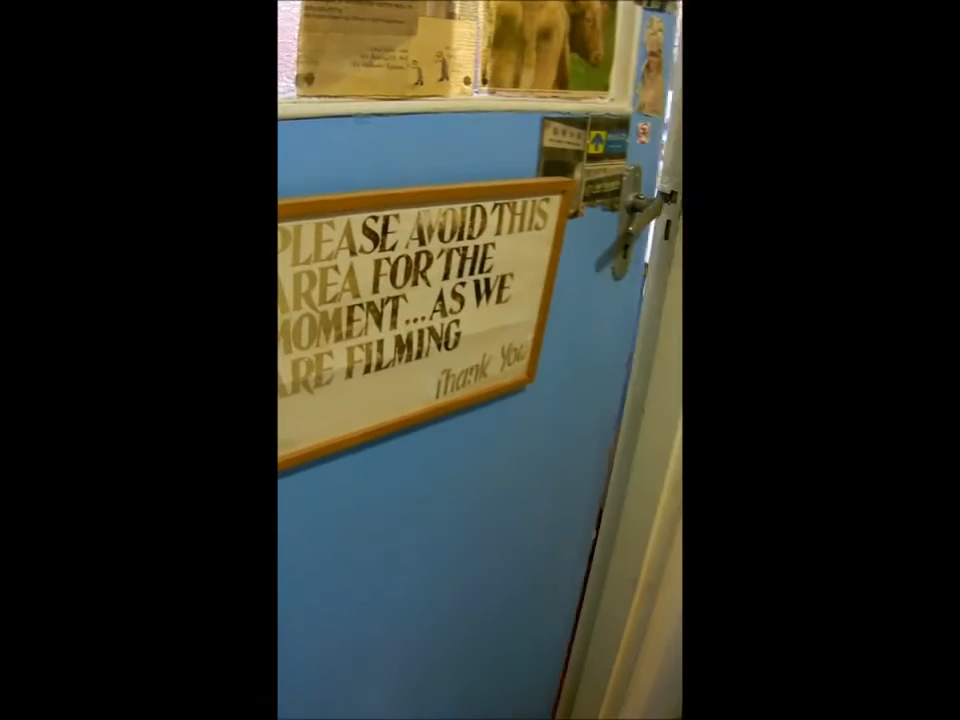 PLEASE AVOID THIS
AREA FOR THE
MOMENT...AS WE
ARE FILMING
Thank You